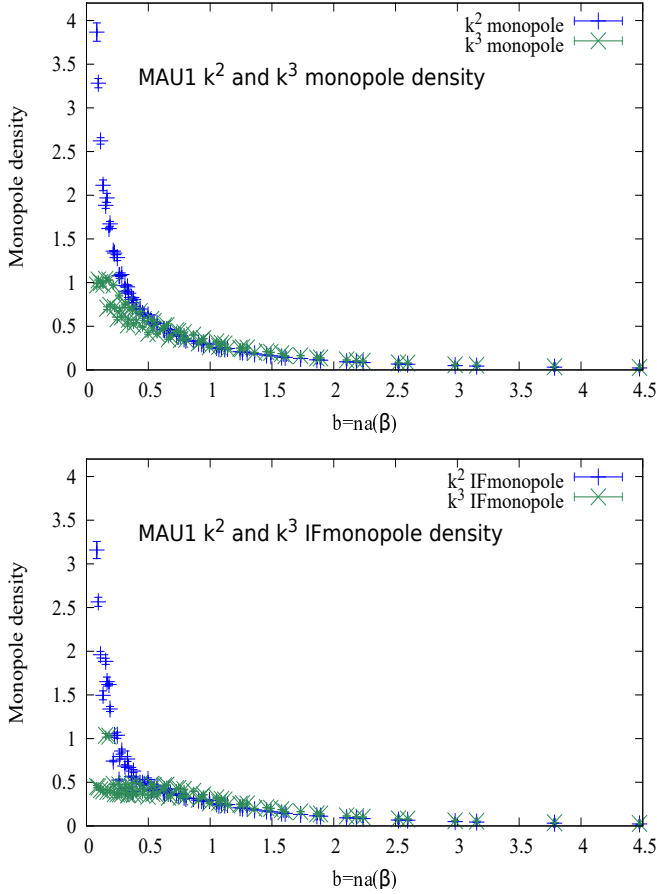 4
3.5
3
2.5
2
1.5
1
0.5
0
Monopole density
k² monopole
k³ monopole
MAU1 k² and k³ monopole density
0 0.5 1 1.5 2 2.5 3 3.5 4 4.5
b=na(β)
4
3.5
3
2.5
2
1.5
1
0.5
0
Monopole density
k² IFmonopole
k³ IFmonopole
MAU1 k² and k³ IFmonopole density
0 0.5 1 1.5 2 2.5 3 3.5 4 4.5
b=na(β)